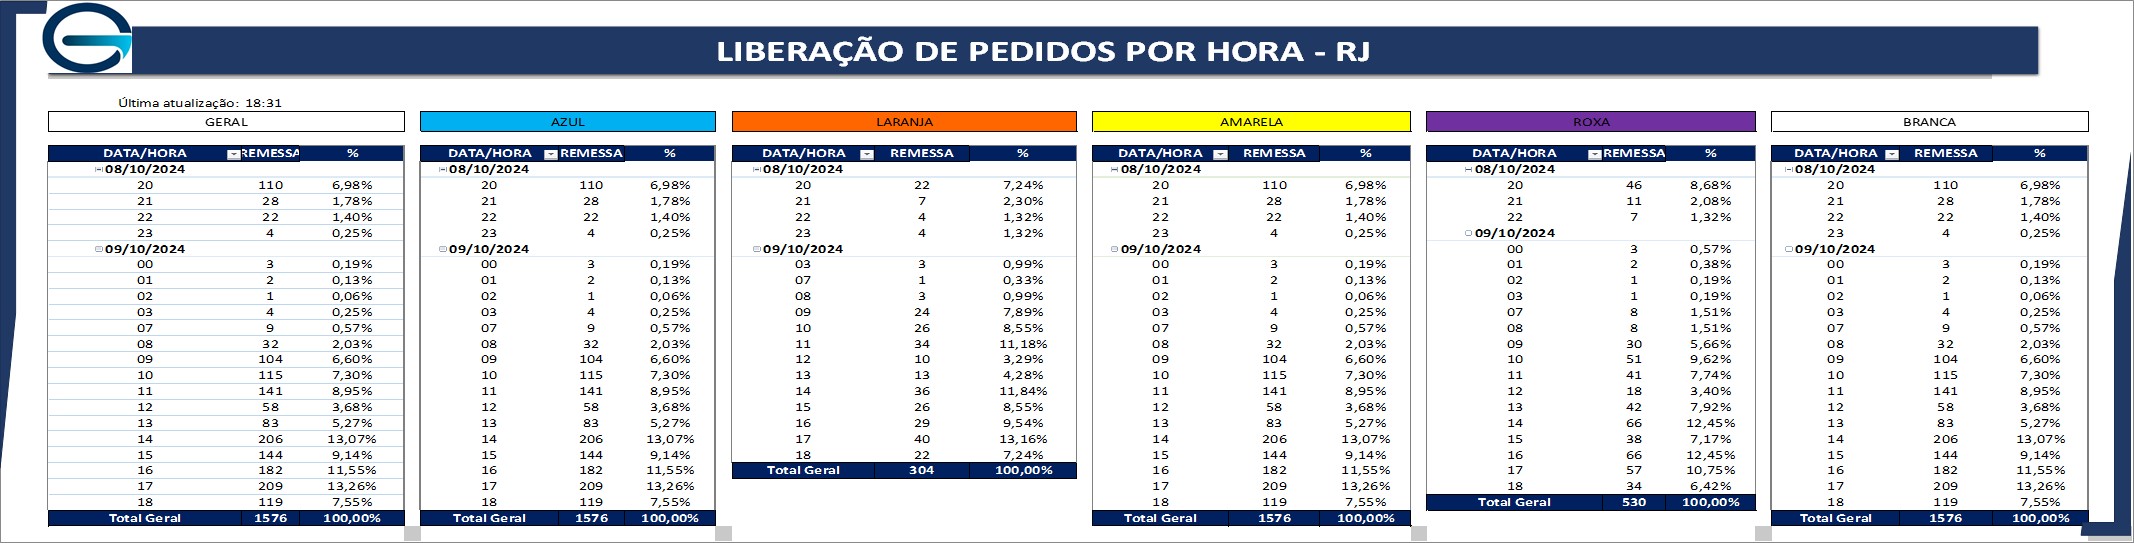 LIBERAÇÃO DE PEDIDOS POR HORA - RJ
Última atualização: 18:31
GERAL
DATA/HORA REMESSA %
08/10/2024
20 110 6,98%
21 28 1,78%
22 22 1,40%
23 4 0,25%
09/10/2024
00 3 0,19%
01 2 0,13%
02 1 0,06%
03 4 0,25%
07 9 0,57%
08 32 2,03%
09 104 6,60%
10 115 7,30%
11 141 8,95%
12 58 3,68%
13 83 5,27%
14 206 13,07%
15 144 9,14%
16 182 11,55%
17 209 13,26%
18 119 7,55%
Total Geral 1576 100,00%
AZUL
DATA/HORA REMESSA %
08/10/2024
20 110 6,98%
21 28 1,78%
22 22 1,40%
23 4 0,25%
09/10/2024
00 3 0,19%
01 2 0,13%
02 1 0,06%
03 4 0,25%
07 9 0,57%
08 32 2,03%
09 104 6,60%
10 115 7,30%
11 141 8,95%
12 58 3,68%
13 83 5,27%
14 206 13,07%
15 144 9,14%
16 182 11,55%
17 209 13,26%
18 119 7,55%
Total Geral 1576 100,00%
LARANJA
DATA/HORA REMESSA %
08/10/2024
20 22 7,24%
21 7 2,30%
22 4 1,32%
23 4 1,32%
09/10/2024
03 3 0,99%
07 1 0,33%
08 3 0,99%
09 24 7,89%
10 26 8,55%
11 34 11,18%
12 10 3,29%
13 13 4,28%
14 36 11,84%
15 26 8,55%
16 29 9,54%
17 40 13,16%
18 22 7,24%
Total Geral 304 100,00%
AMARELA
DATA/HORA REMESSA %
08/10/2024
20 110 6,98%
21 28 1,78%
22 22 1,40%
23 4 0,25%
09/10/2024
00 3 0,19%
01 2 0,13%
02 1 0,06%
03 4 0,25%
07 9 0,57%
08 32 2,03%
09 104 6,60%
10 115 7,30%
11 141 8,95%
12 58 3,68%
13 83 5,27%
14 206 13,07%
15 144 9,14%
16 182 11,55%
17 209 13,26%
18 119 7,55%
Total Geral 1576 100,00%
ROXA
DATA/HORA REMESSA %
08/10/2024
20 46 8,68%
21 11 2,08%
22 7 1,32%
09/10/2024
00 3 0,57%
01 2 0,38%
02 1 0,19%
03 1 0,19%
07 8 1,51%
08 8 1,51%
09 30 5,66%
10 51 9,62%
11 41 7,74%
12 18 3,40%
13 42 7,92%
14 66 12,45%
15 38 7,17%
16 66 12,45%
17 57 10,75%
18 34 6,42%
Total Geral 530 100,00%
BRANCA
DATA/HORA REMESSA %
08/10/2024
20 110 6,98%
21 28 1,78%
22 22 1,40%
23 4 0,25%
09/10/2024
00 3 0,19%
01 2 0,13%
02 1 0,06%
03 4 0,25%
07 9 0,57%
08 32 2,03%
09 104 6,60%
10 115 7,30%
11 141 8,95%
12 58 3,68%
13 83 5,27%
14 206 13,07%
15 144 9,14%
16 182 11,55%
17 209 13,26%
18 119 7,55%
Total Geral 1576 100,00%